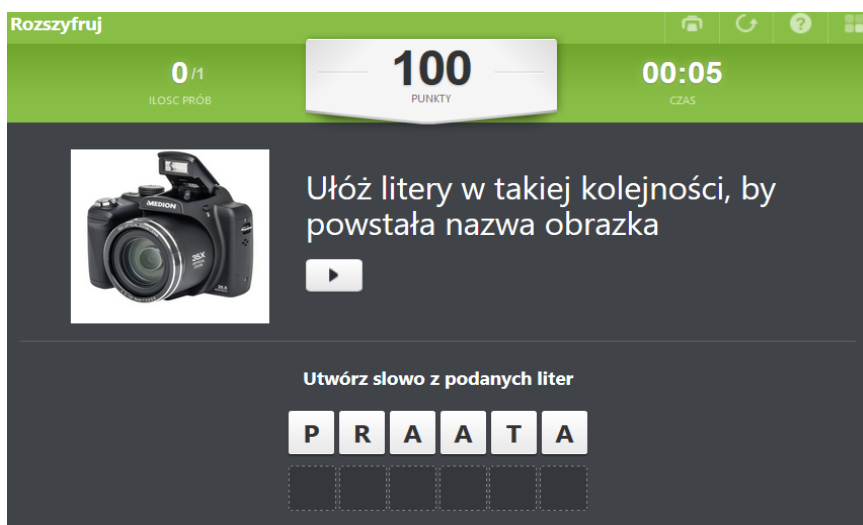 Rozszyfruj
0/1
ILOSC PRÓB
100
PUNKTY
00:05
CZAS
MEDION
35X
Ułóż litery w takiej kolejności, by
powstała nazwa obrazka
Utwórz slowo z podanych liter
P R A A T A